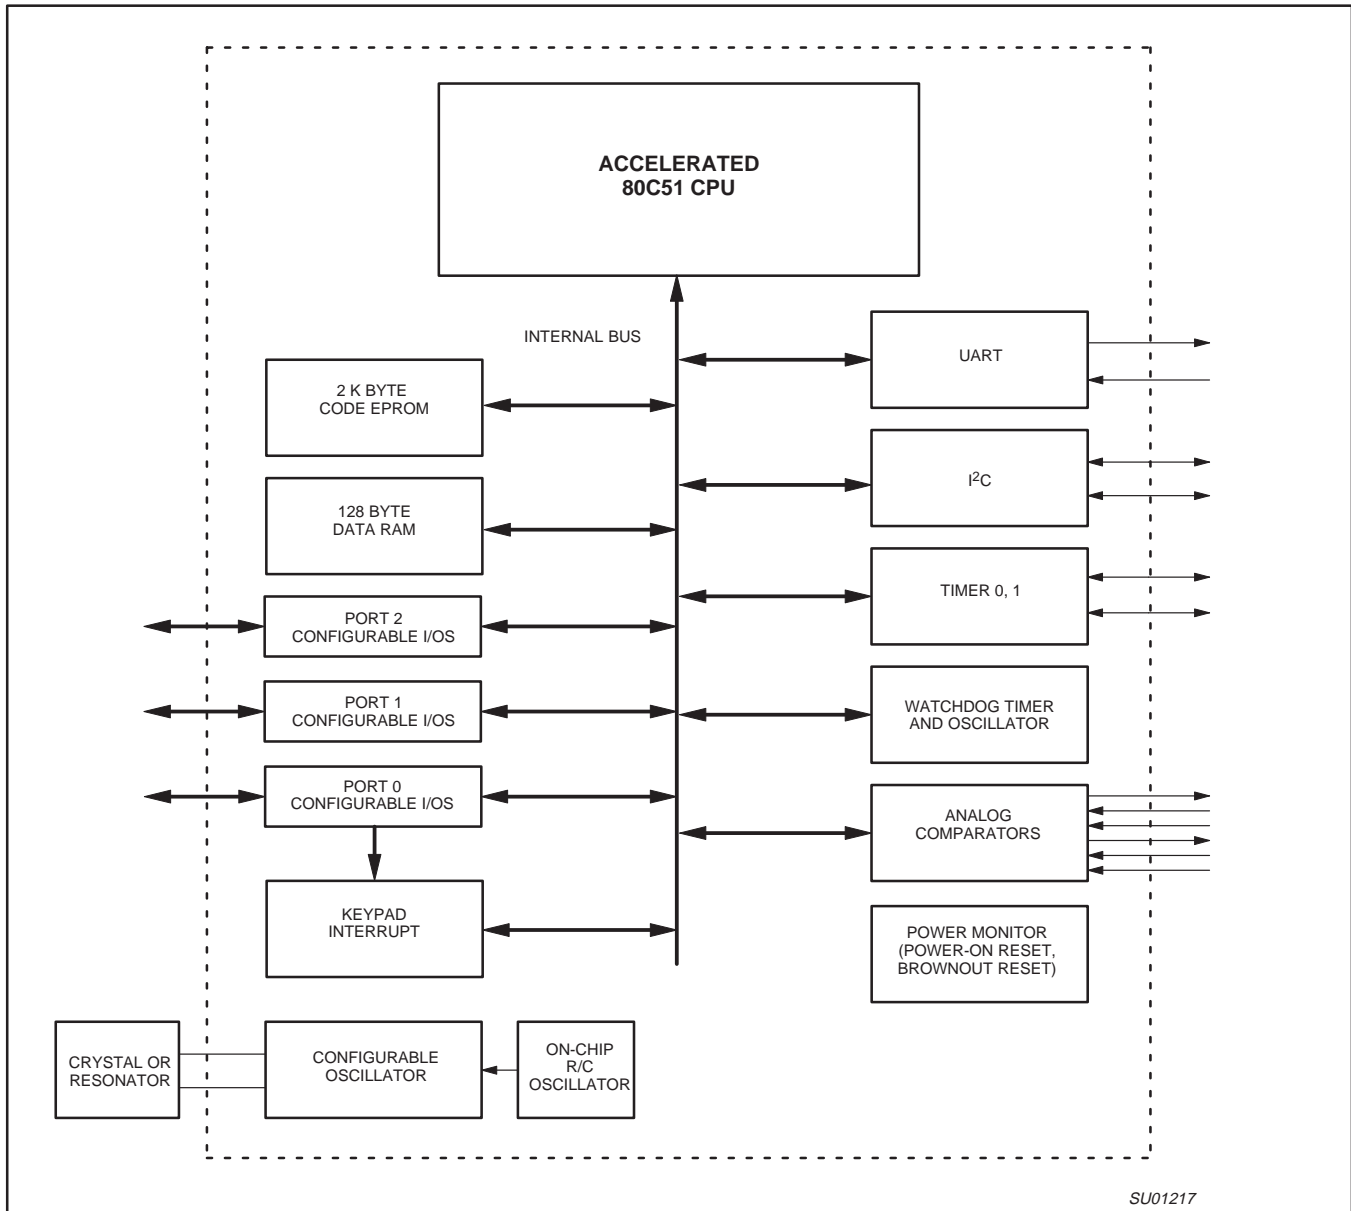 ACCELERATED
80C51 CPU
INTERNAL BUS
2 K BYTE
CODE EPROM
128 BYTE
DATA RAM
PORT 2
CONFIGURABLE I/OS
PORT 1
CONFIGURABLE I/OS
PORT 0
CONFIGURABLE I/OS
KEYPAD
INTERRUPT
CRYSTAL OR
RESONATOR
CONFIGURABLE
OSCILLATOR
ON-CHIP
R/C
OSCILLATOR
UART
I²C
TIMER 0, 1
WATCHDOG TIMER
AND OSCILLATOR
ANALOG
COMPARATORS
POWER MONITOR
(POWER-ON RESET,
BROWNOUT RESET)
SU01217